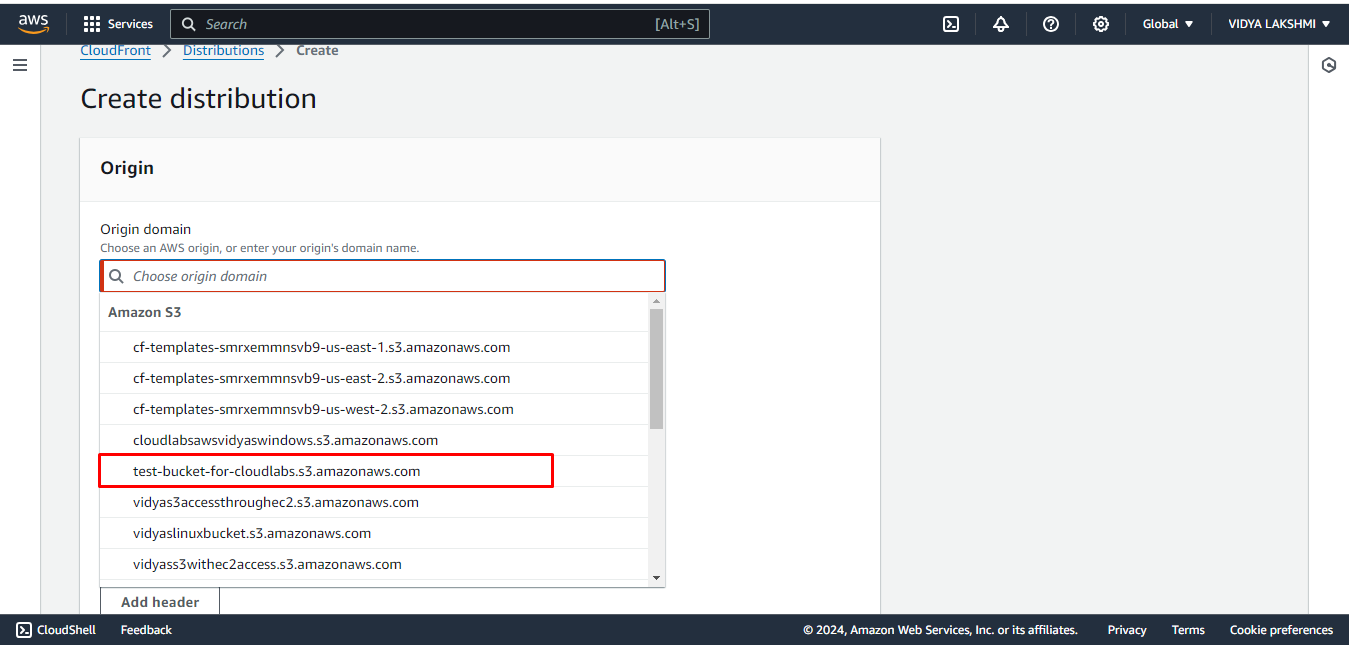 aws Services Search [Alt+S] Global VIDYA LAKSHMI
CloudFront Distributions Create
Create distribution
Origin
Origin domain
Choose an AWS origin, or enter your origin's domain name.
Choose origin domain
Amazon S3
cf-templates-smrxemmnsvb9-us-east-1.s3.amazonaws.com
cf-templates-smrxemmnsvb9-us-east-2.s3.amazonaws.com
cf-templates-smrxemmnsvb9-us-west-2.s3.amazonaws.com
cloudlabsawsvidyaswindows.s3.amazonaws.com
test-bucket-for-cloudlabs.s3.amazonaws.com
vidyas3accessthroughec2.s3.amazonaws.com
vidyaslinuxbucket.s3.amazonaws.com
vidyass3withec2access.s3.amazonaws.com
Add header
CloudShell Feedback © 2024, Amazon Web Services, Inc. or its affiliates. Privacy Terms Cookie preferences